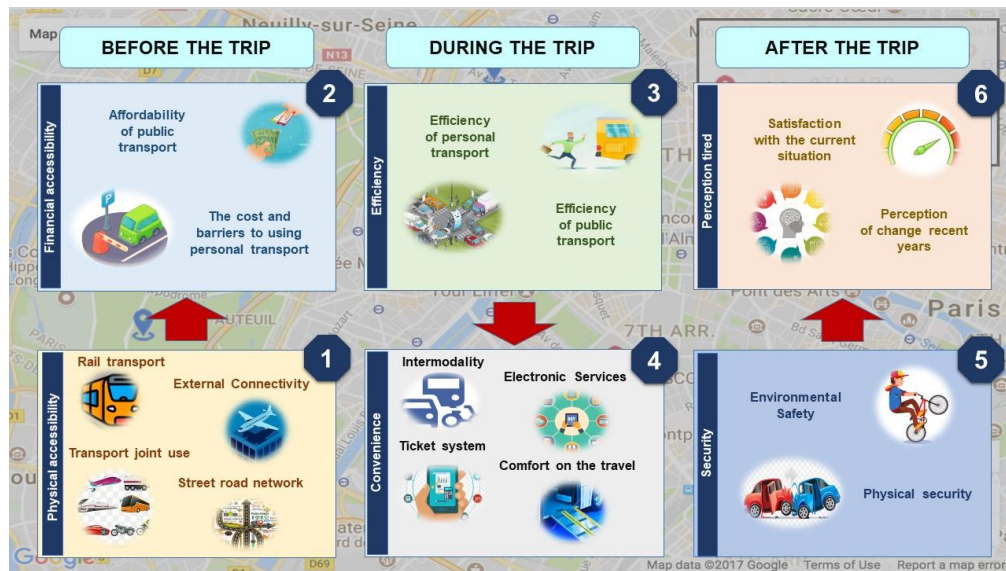 Map
Neuilly-sur-Seine
N13
D7
BEFORE THE TRIP
DURING THE TRIP
AFTER THE TRIP
Financial accessibility
2
Affordability
of public
transport
The cost and
barriers to using
personal transport
Efficiency
3
Efficiency
of personal
transport
Efficiency
of public
transport
Perception tired
6
Satisfaction
with the current
situation
Perception
of change recent
years
AUTEUIL
7TH ARR.
Pont des Arts
Paris
Physical accessibility
1
Rail transport
External Connectivity
Transport joint use
Street road network
Convenience
4
Intermodality
Electronic Services
Ticket system
Comfort on the travel
Security
5
Environmental
Safety
Physical security
Google
D69
Map data ©2017 Google
Terms of Use
Report a map error